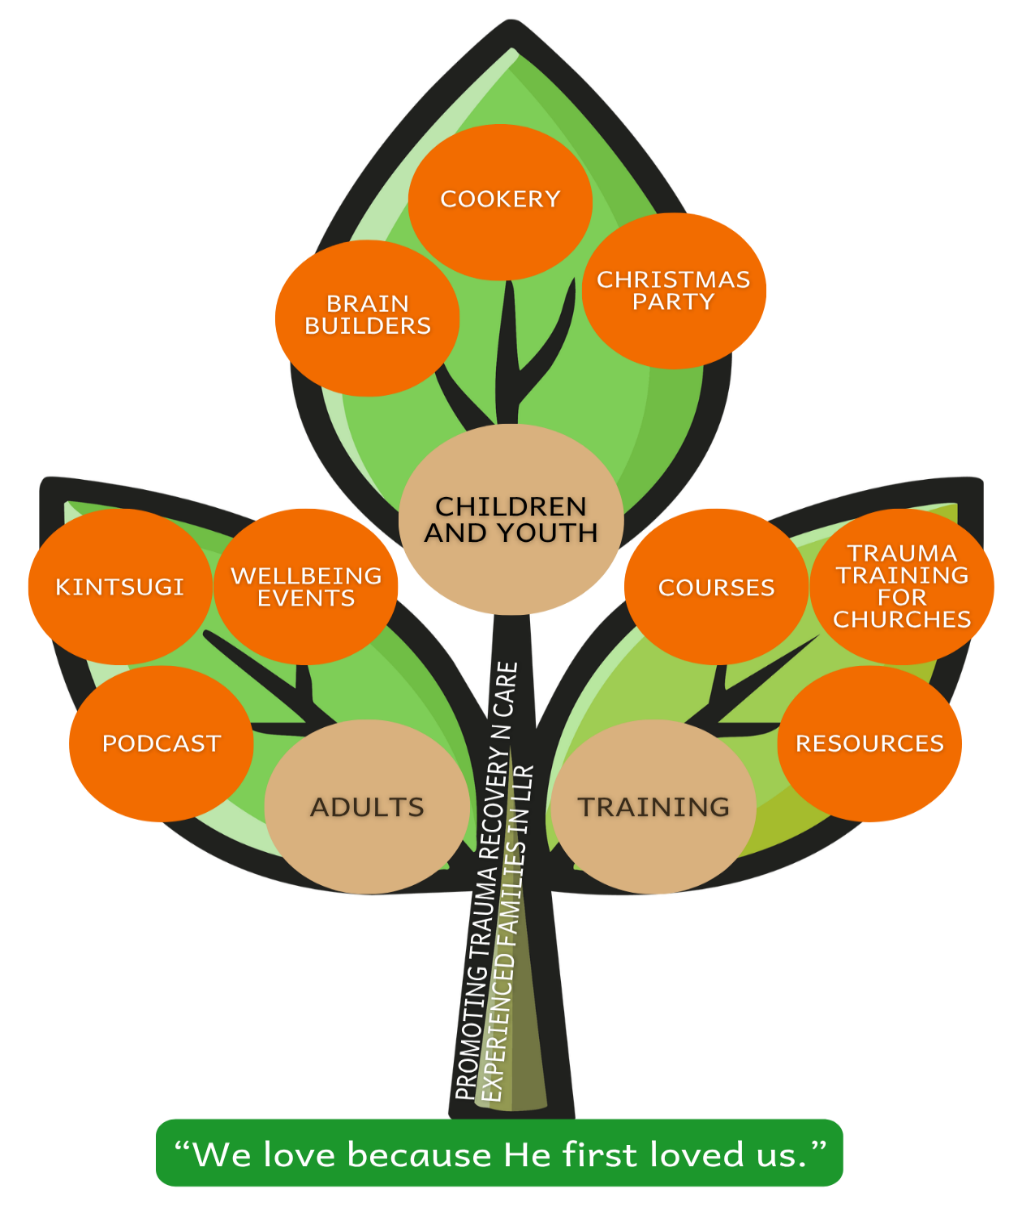 COOKERY
CHRISTMAS
PARTY
BRAIN
BUILDERS
CHILDREN
AND YOUTH
KINTSUGI
WELLBEING
EVENTS
PODCAST
ADULTS
COURSES
TRAUMA
TRAINING
FOR
CHURCHES
RESOURCES
TRAINING
PROMOTING TRAUMA RECOVERY N CARE
EXPERIENCED FAMILIES IN LLR
“We love because He first loved us.”